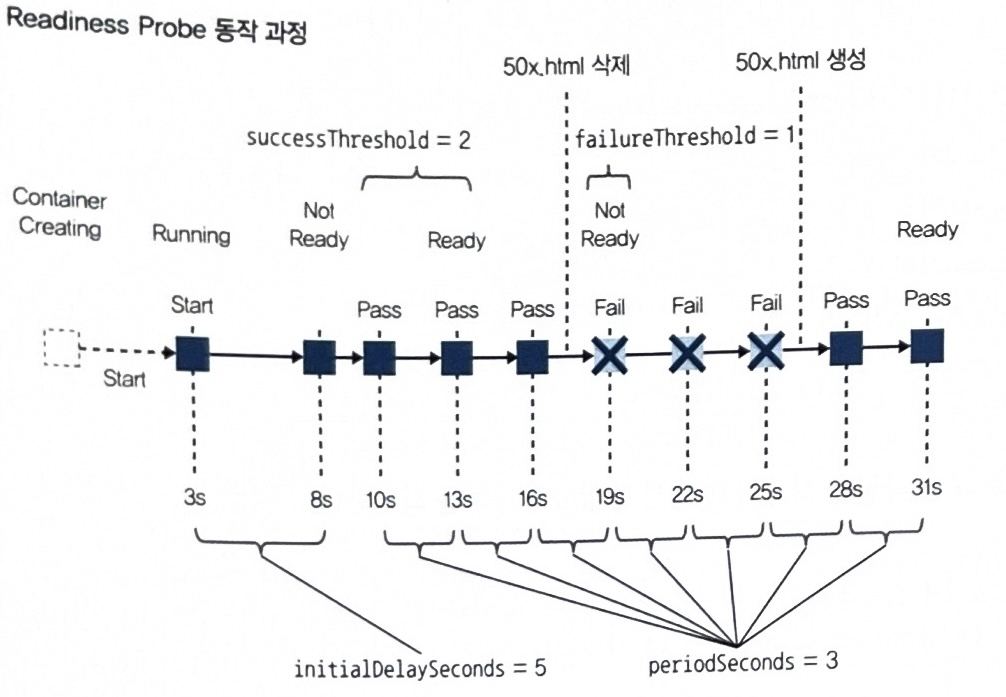 Readiness Probe 동작 과정
50x.html 삭제
50x.html 생성
successThreshold = 2
failureThreshold = 1
Container
Creating
Running
Not
Ready
Ready
Not
Ready
Ready
Start
Pass
Pass
Pass
Fail
Fail
Fail
Pass
Pass
Start
3s
8s
10s
13s
16s
19s
22s
25s
28s
31s
initialDelaySeconds = 5
periodSeconds = 3